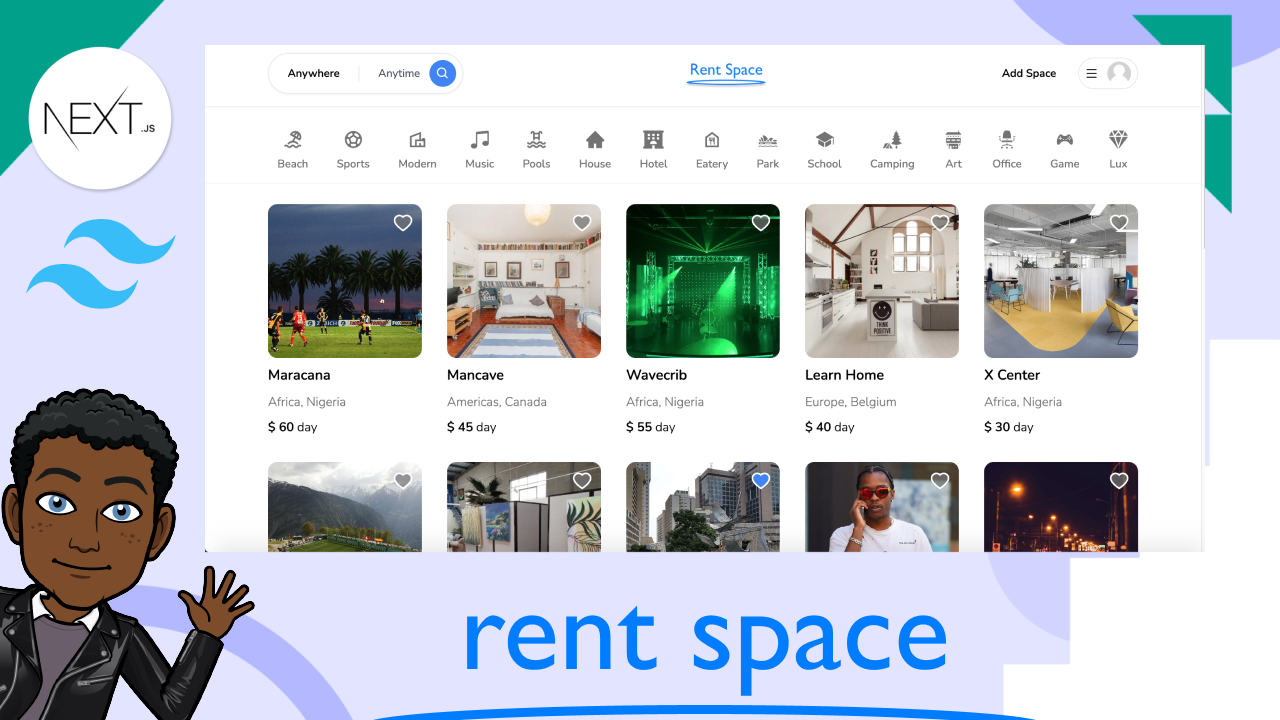 NEXT.JS
Anywhere Anytime
Rent Space
Add Space
Beach Sports Modern Music Pools House Hotel Eatery Park School Camping Art Office Game Lux
THINK
POSITIVE
Maracana Mancave Wavecrib Learn Home X Center
Africa, Nigeria Americas, Canada Africa, Nigeria Europe, Belgium Africa, Nigeria
$ 60 day $ 45 day $ 55 day $ 40 day $ 30 day
rent space